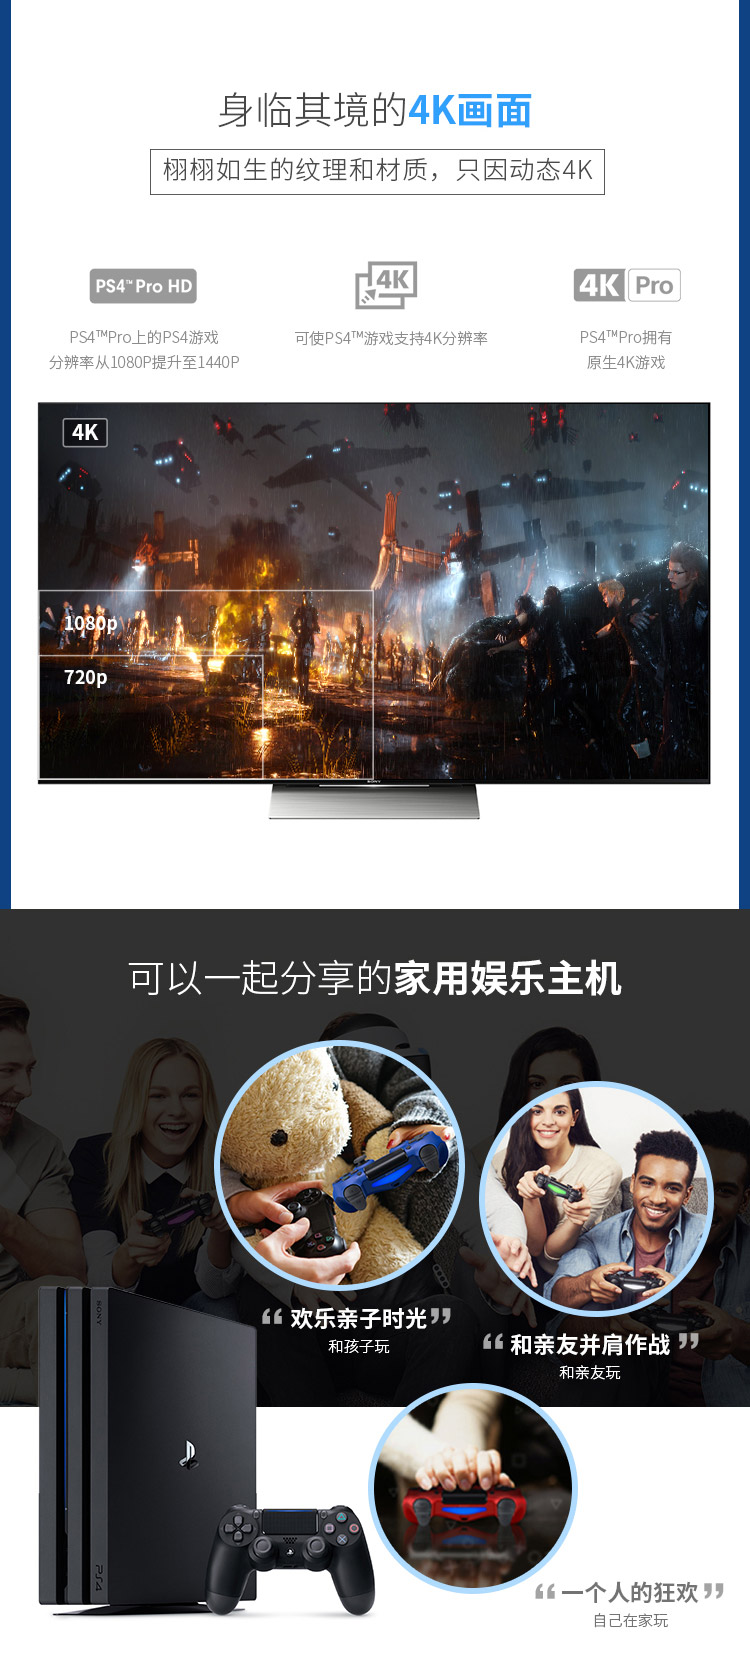 身临其境的4K画面
栩栩如生的纹理和材质，只因动态4K
PS4™Pro HD
4K
4K Pro
PS4™Pro上的PS4游戏
分辨率从1080P提升至1440P
可使PS4™游戏支持4K分辨率
PS4™Pro拥有
原生4K游戏
4K
1080p
720p
SONY
可以一起分享的家用娱乐主机
“欢乐亲子时光”
和孩子玩
“和亲友并肩作战”
和亲友玩
SONY
PS4
“一个人的狂欢”
自己在家玩